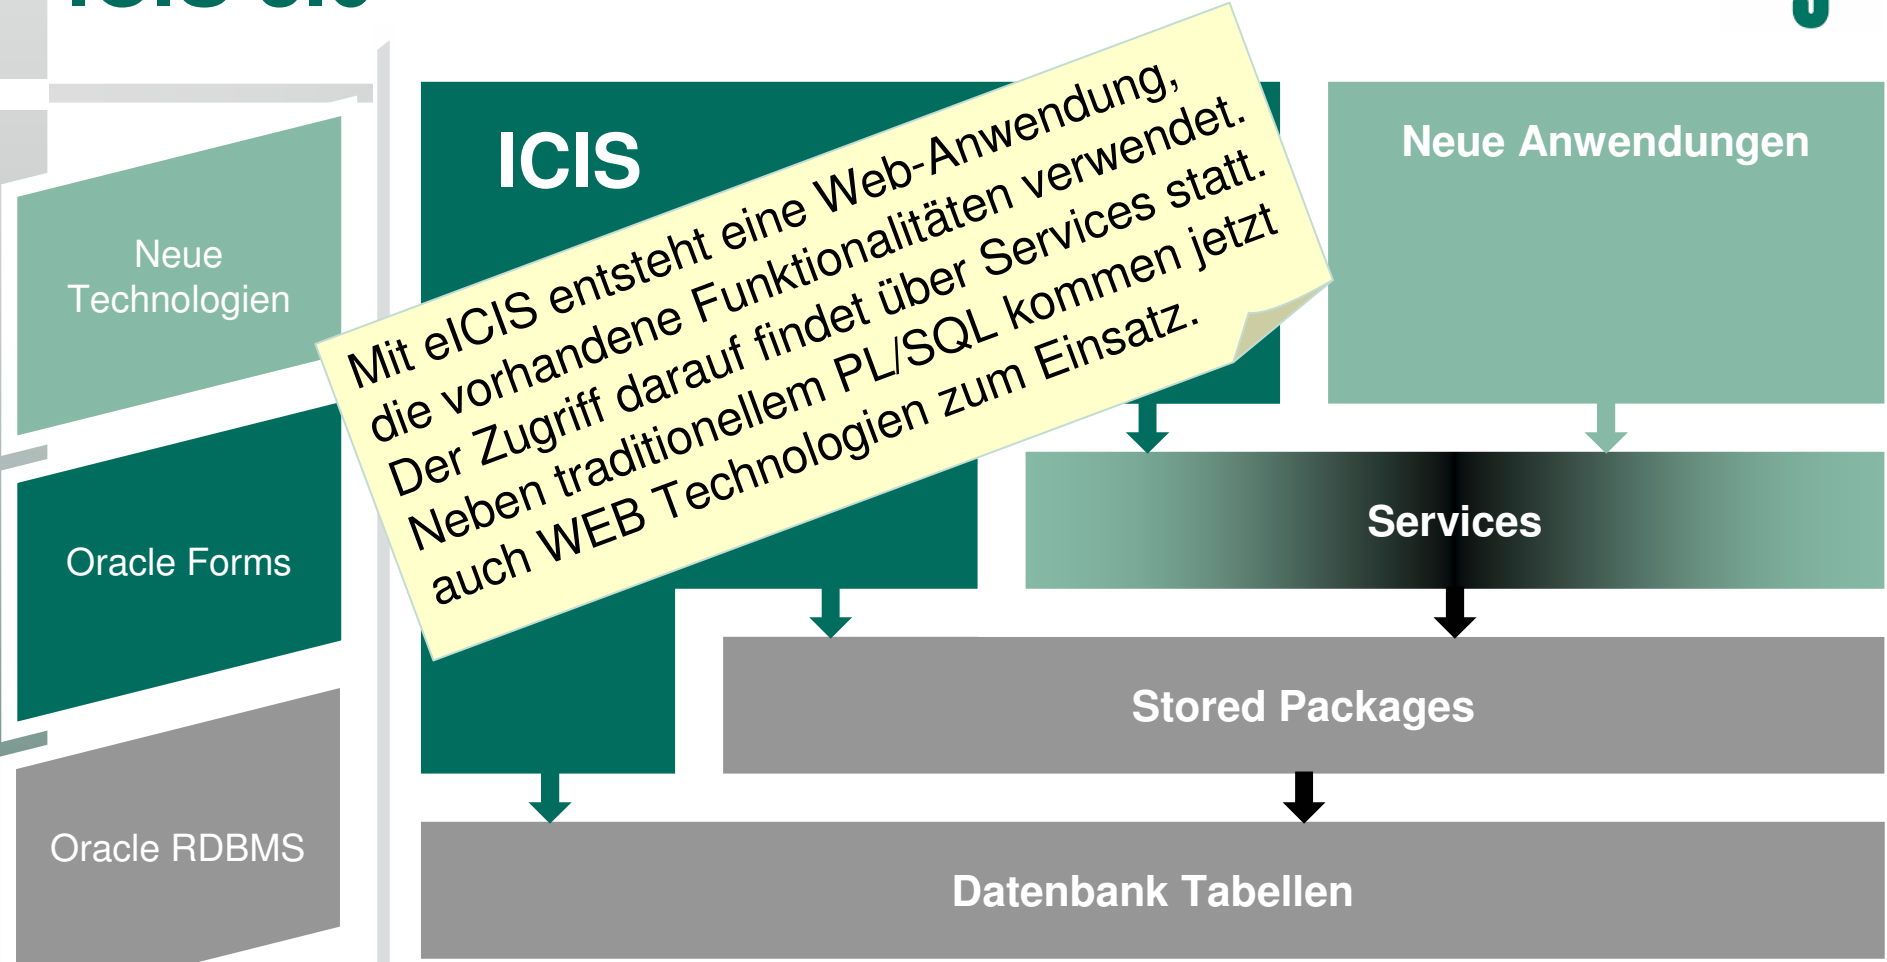 ICIS
Neue Anwendungen
Neue
Technologien
Mit eICIS entsteht eine Web-Anwendung,
die vorhandene Funktionalitäten verwendet.
Der Zugriff darauf findet über Services statt.
Neben traditionellem PL/SQL kommen jetzt
auch WEB Technologien zum Einsatz.
Oracle Forms
Services
Stored Packages
Oracle RDBMS
Datenbank Tabellen